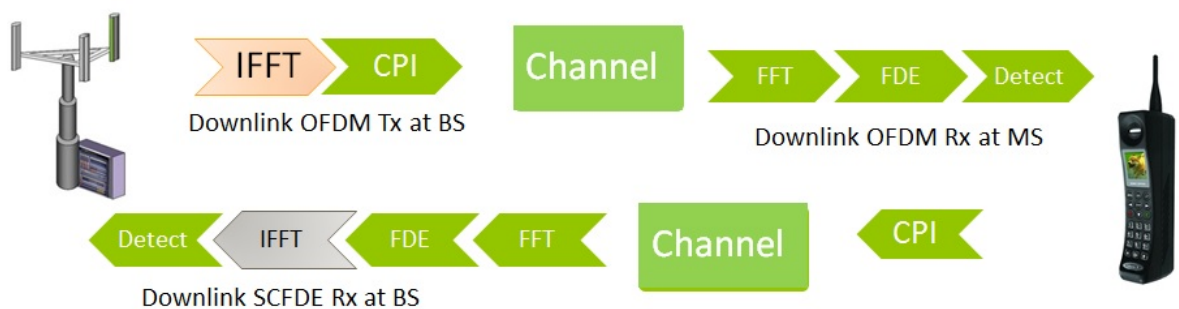 IFFT
CPI
Channel
FFT
FDE
Detect
Downlink OFDM Tx at BS
Downlink OFDM Rx at MS
Detect
IFFT
FDE
FFT
Channel
CPI
Downlink SCFDE Rx at BS